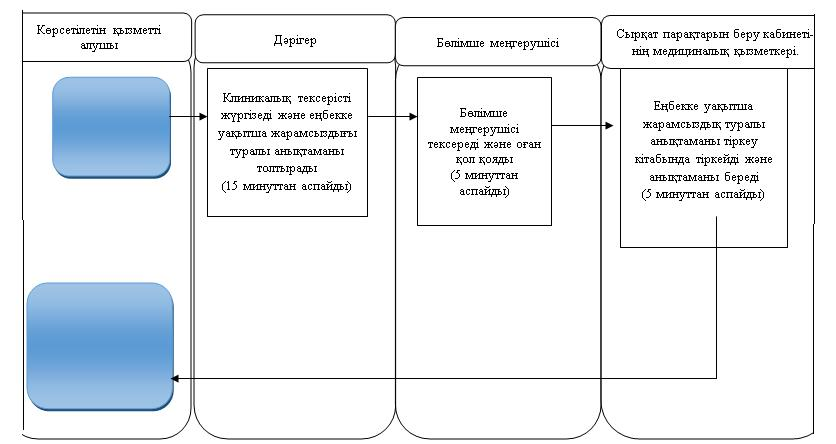 Көрсетілетін қызметті
алушы
Дәрігер
Бөлімше меңгерушісі
Сырқат парақтарын беру кабинеті-
нің медициналық қызметкері.
Клиникалық тексерісті
жүргізеді және еңбекке
уақытша жарамсыздығы
туралы анықтаманы
толтырады
(15 минуттан аспайды)
Бөлімше
меңгерушісі
тексереді және оған
қол қояды
(5 минуттан
аспайды)
Еңбекке уақытша
жарамсыздық туралы
анықтаманы тіркеу
кітабында тіркейді және
анықтаманы береді
(5 минуттан аспайды)